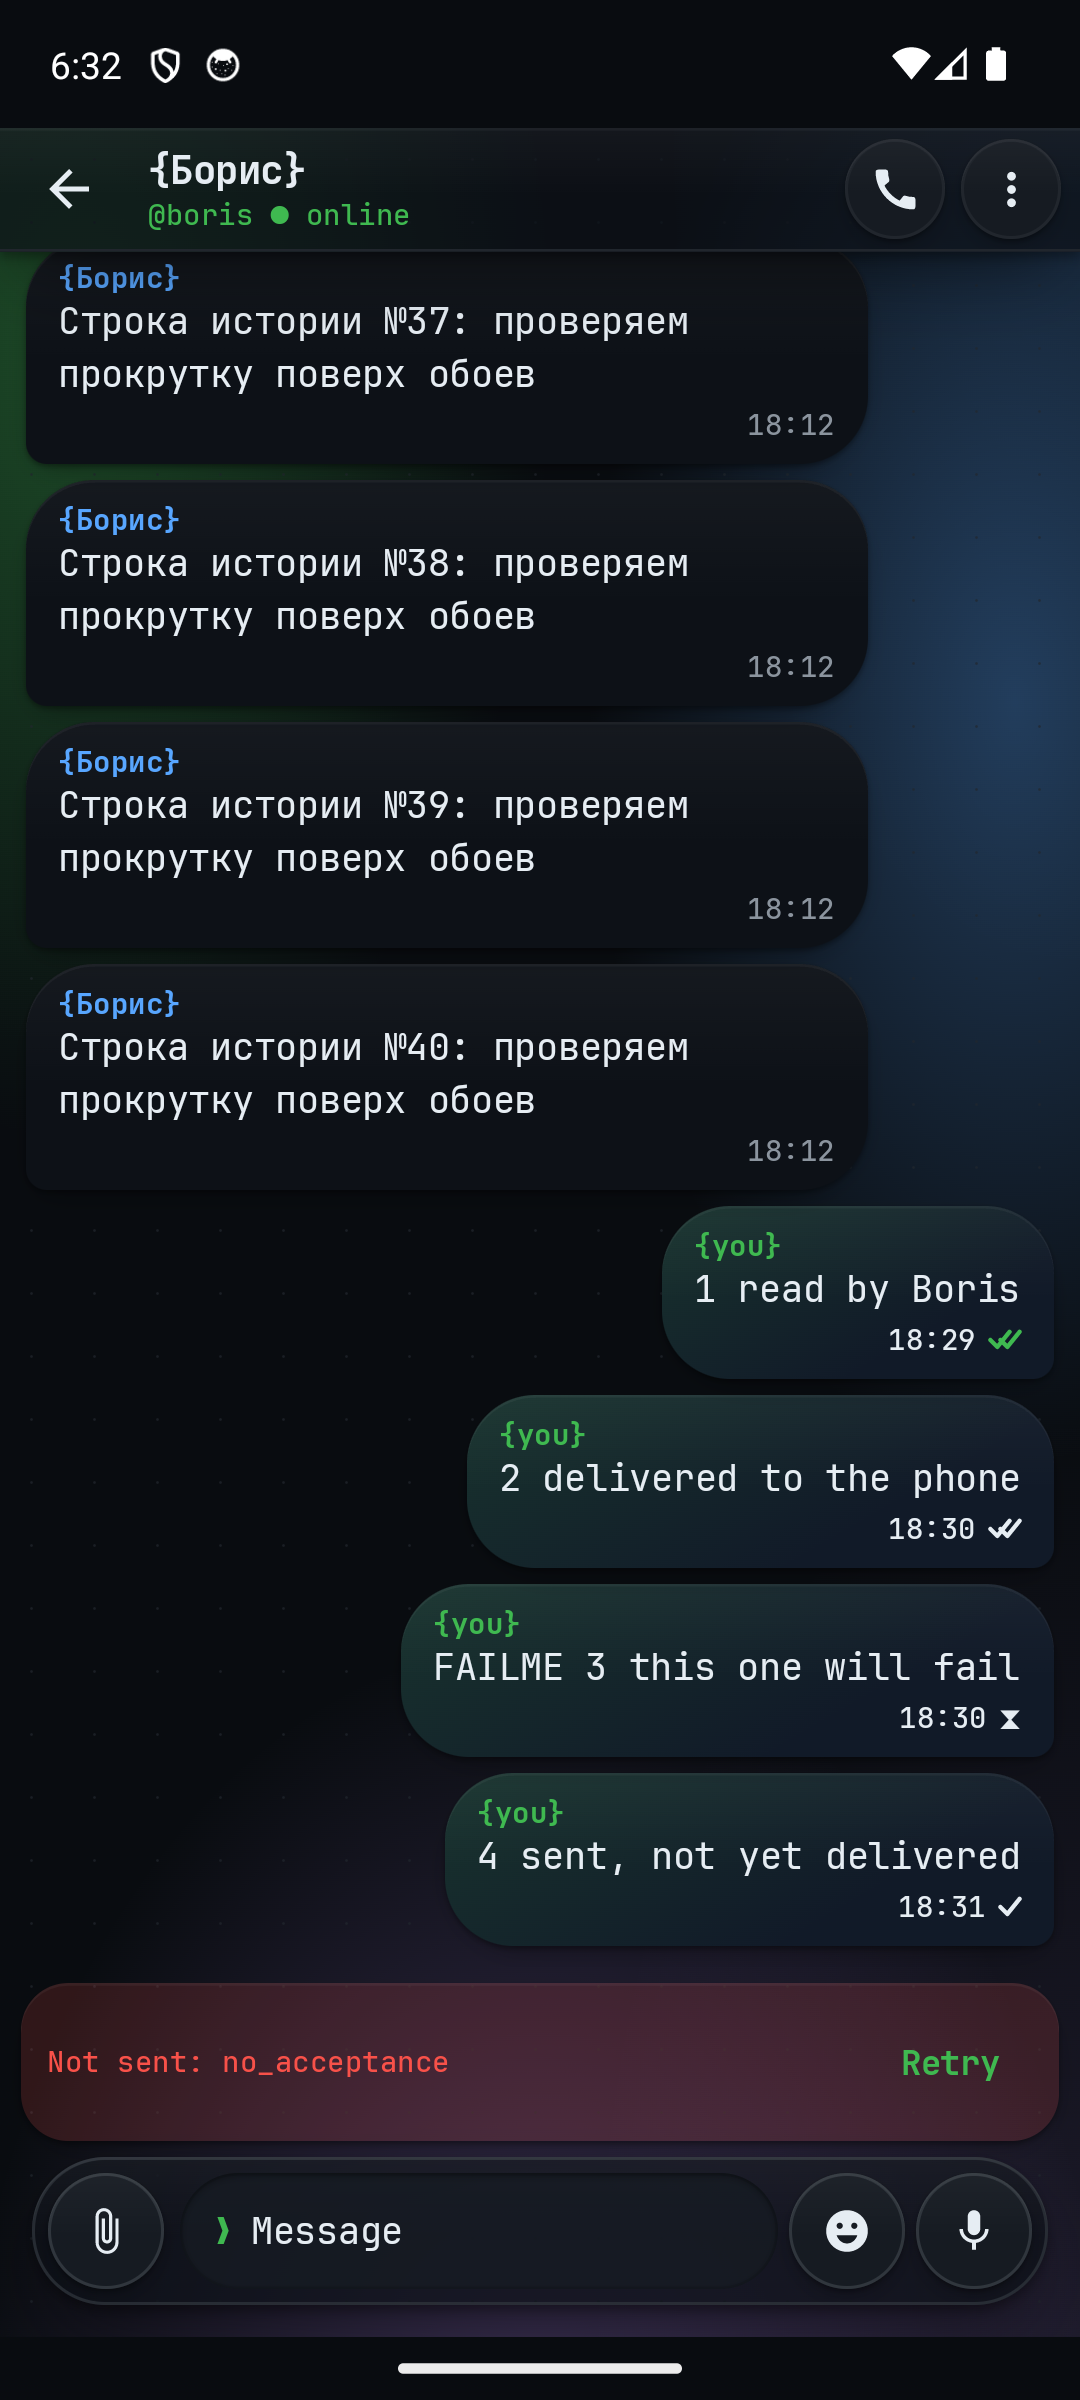 6:32
{Борис}
@boris ● online
{Борис}
Строка истории №37: проверяем
прокрутку поверх обоев
18:12
{Борис}
Строка истории №38: проверяем
прокрутку поверх обоев
18:12
{Борис}
Строка истории №39: проверяем
прокрутку поверх обоев
18:12
{Борис}
Строка истории №40: проверяем
прокрутку поверх обоев
18:12
{you}
1 read by Boris
18:29
{you}
2 delivered to the phone
18:30
{you}
FAILME 3 this one will fail
18:30
{you}
4 sent, not yet delivered
18:31
Not sent: no_acceptance Retry
❱ Message